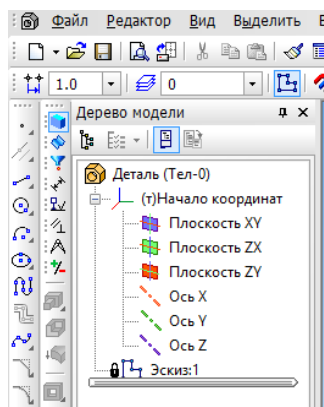 Файл Редактор Вид Выделить В
1.0 0
Дерево модели
Деталь (Тел-0)
(т)Начало координат
Плоскость XY
Плоскость ZX
Плоскость ZY
Ось X
Ось Y
Ось Z
Эскиз:1